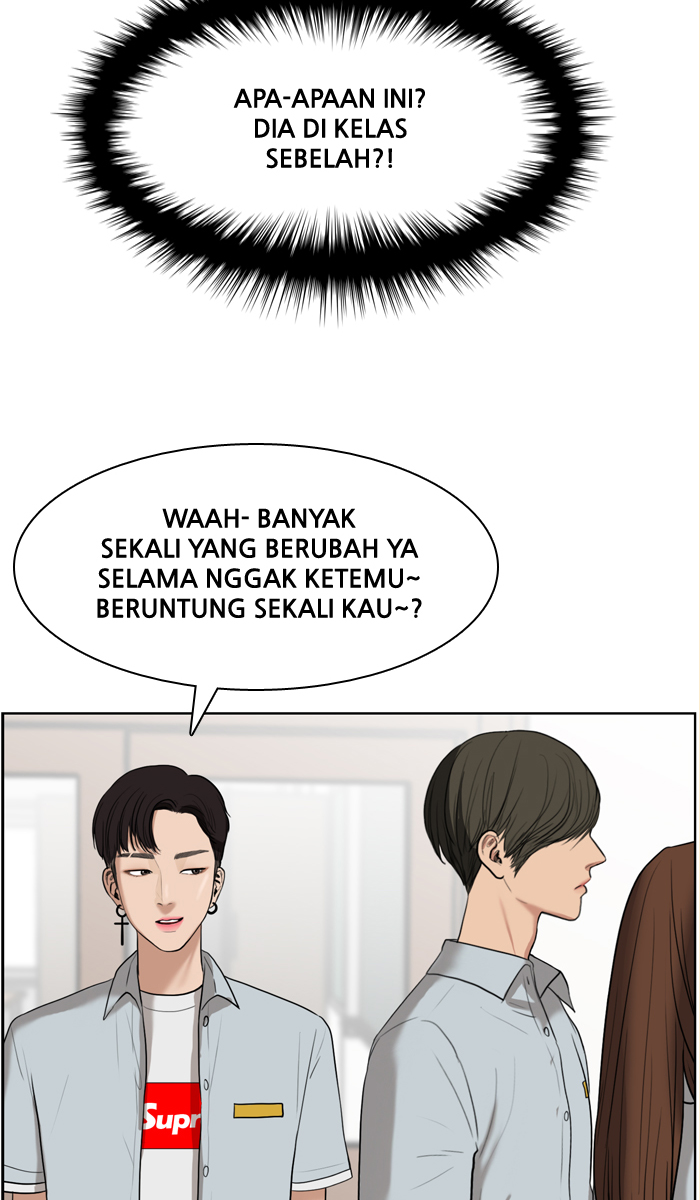 APA-APAAN INI?
DIA DI KELAS
SEBELAH?!
WAAH- BANYAK
SEKALI YANG BERUBAH YA
SELAMA NGGAK KETEMU~
BERUNTUNG SEKALI KAU~?
Supr